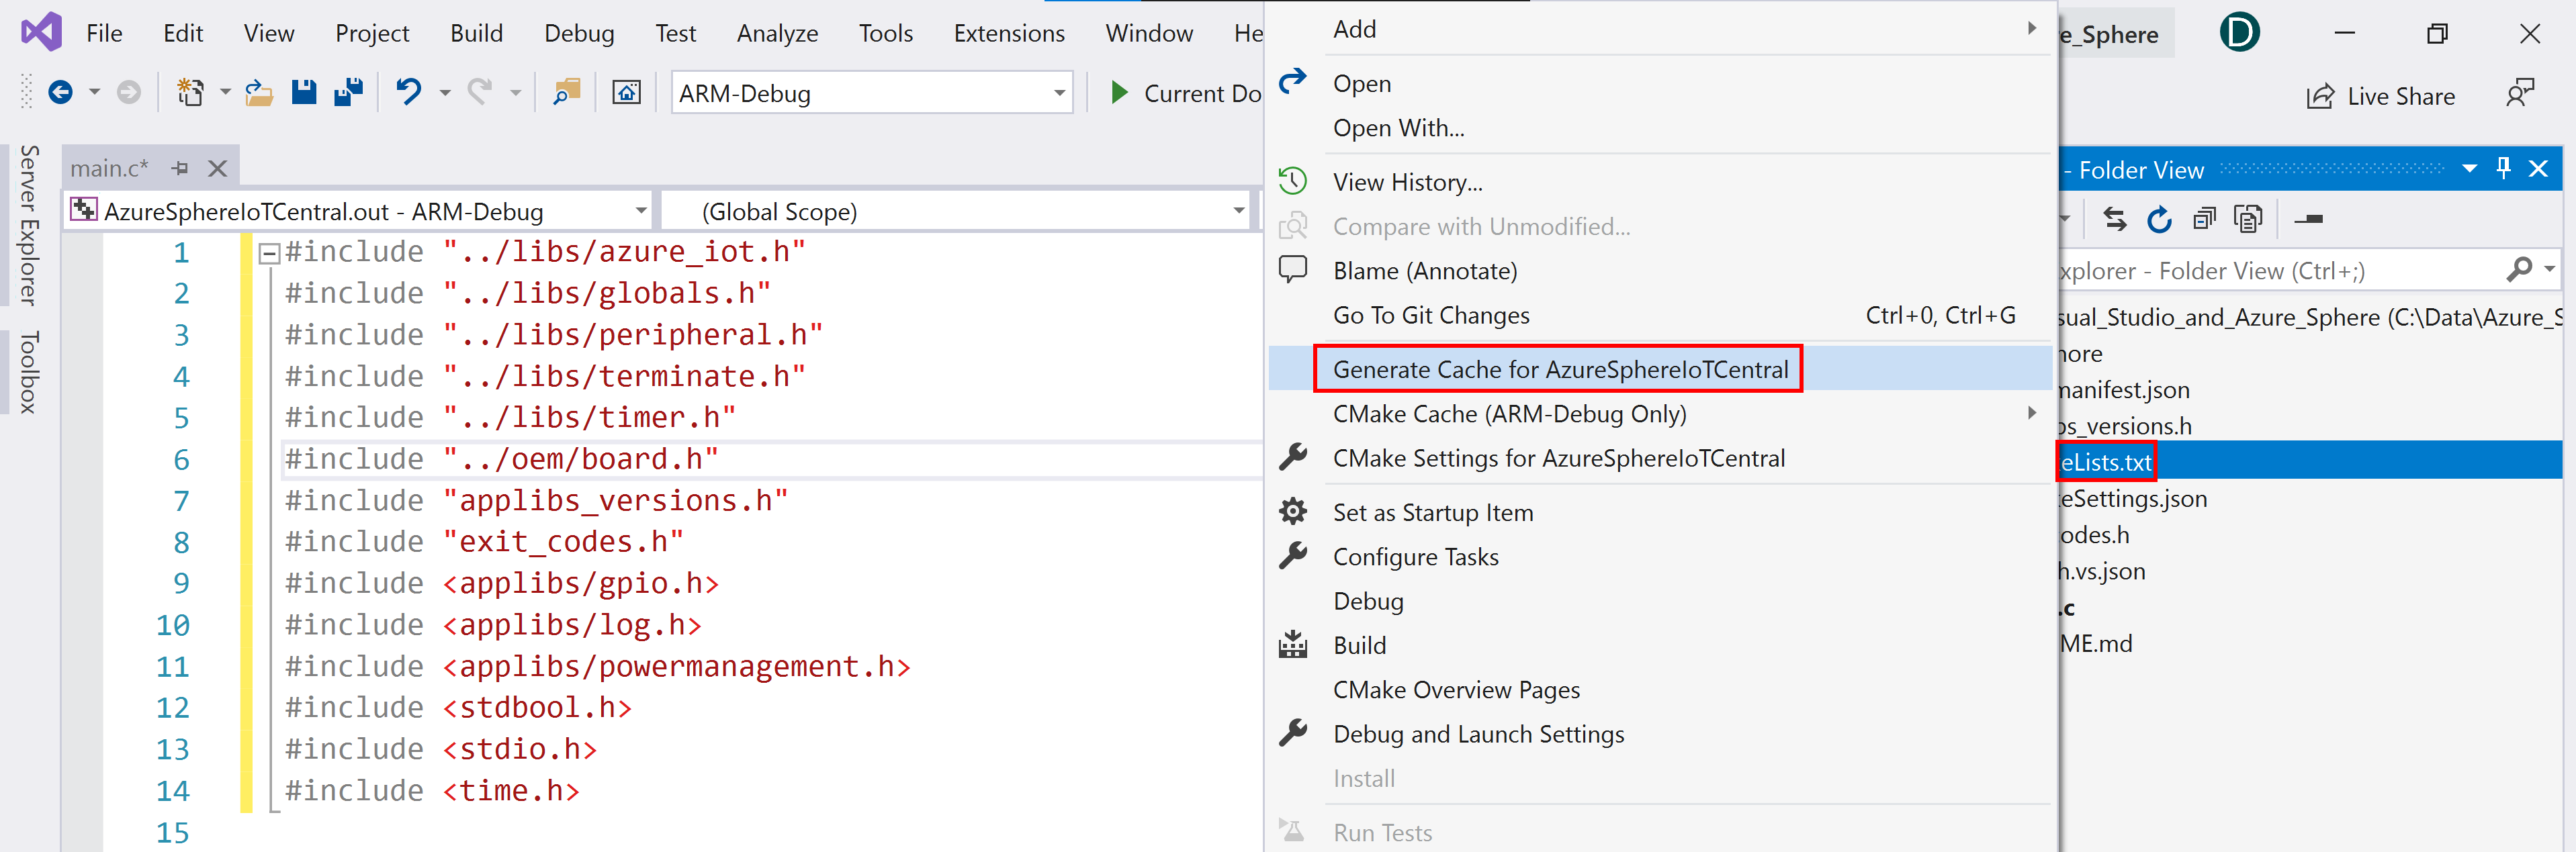 File Edit View Project Build Debug Test Analyze Tools Extensions Window He
e_Sphere D
ARM-Debug Current Do
Live Share
Server Explorer
Toolbox
main.c*
AzureSphereIoTCentral.out - ARM-Debug (Global Scope)
1 #include "../libs/azure_iot.h"
2 #include "../libs/globals.h"
3 #include "../libs/peripheral.h"
4 #include "../libs/terminate.h"
5 #include "../libs/timer.h"
6 #include "../oem/board.h"
7 #include "applibs_versions.h"
8 #include "exit_codes.h"
9 #include <applibs/gpio.h>
10 #include <applibs/log.h>
11 #include <applibs/powermanagement.h>
12 #include <stdbool.h>
13 #include <stdio.h>
14 #include <time.h>
15
Add
Open
Open With...
View History...
Compare with Unmodified...
Blame (Annotate)
Go To Git Changes Ctrl+0, Ctrl+G
Generate Cache for AzureSphereIoTCentral
CMake Cache (ARM-Debug Only)
CMake Settings for AzureSphereIoTCentral
Set as Startup Item
Configure Tasks
Debug
Build
CMake Overview Pages
Debug and Launch Settings
Install
Run Tests
- Folder View
xplorer - Folder View (Ctrl+;)
sual_Studio_and_Azure_Sphere (C:\Data\Azure_S
nore
manifest.json
bs_versions.h
eLists.txt
eSettings.json
odes.h
h.vs.json
.c
ME.md